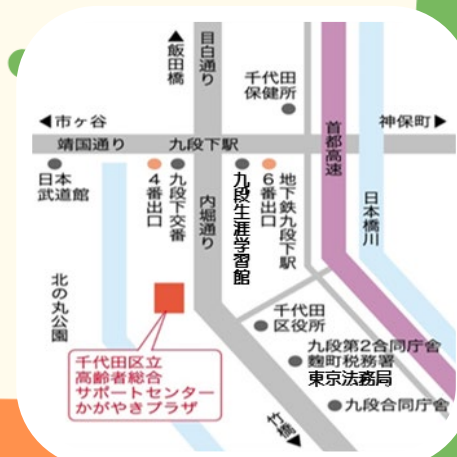 ▲飯田橋
目白通り
千代田
保健所
◀市ヶ谷
神保町▶
靖国通り
九段下駅
首都高速
日本
武道館
4番出口
九段下交番
内堀通り
九段生涯学習館
6番出口
地下鉄九段下駅
日本橋川
北の丸公園
千代田
区役所
千代田区立
高齢者総合
サポートセンター
かがやきプラザ
九段第2合同庁舎
麴町税務署
東京法務局
九段合同庁舎
竹橋▼